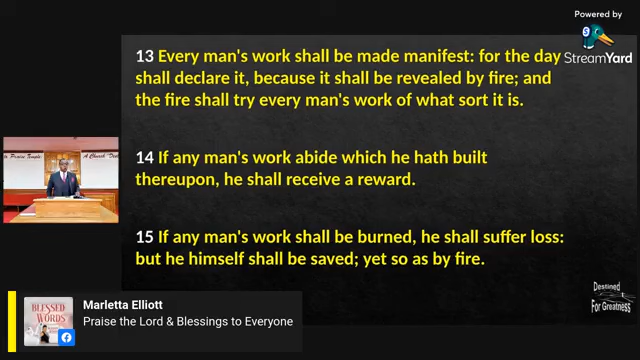 Powered by
StreamYard
13 Every man's work shall be made manifest: for the day
shall declare it, because it shall be revealed by fire; and
the fire shall try every man's work of what sort it is.
14 If any man's work abide which he hath built
thereupon, he shall receive a reward.
15 If any man's work shall be burned, he shall suffer loss:
but he himself shall be saved; yet so as by fire.
Destined
For Greatness
BLESSED
WORDS
Marletta Elliott
Praise the Lord & Blessings to Everyone